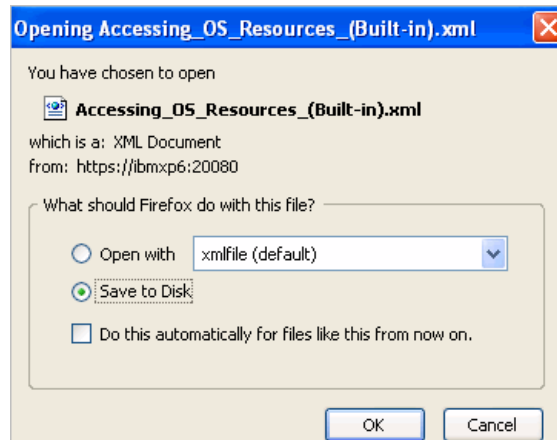 Opening Accessing_OS_Resources_(Built-in).xml
You have chosen to open
Accessing_OS_Resources_(Built-in).xml
which is a: XML Document
from: https://ibmxp6:20080
What should Firefox do with this file?
Open with xmlfile (default)
Save to Disk
Do this automatically for files like this from now on.
OK Cancel